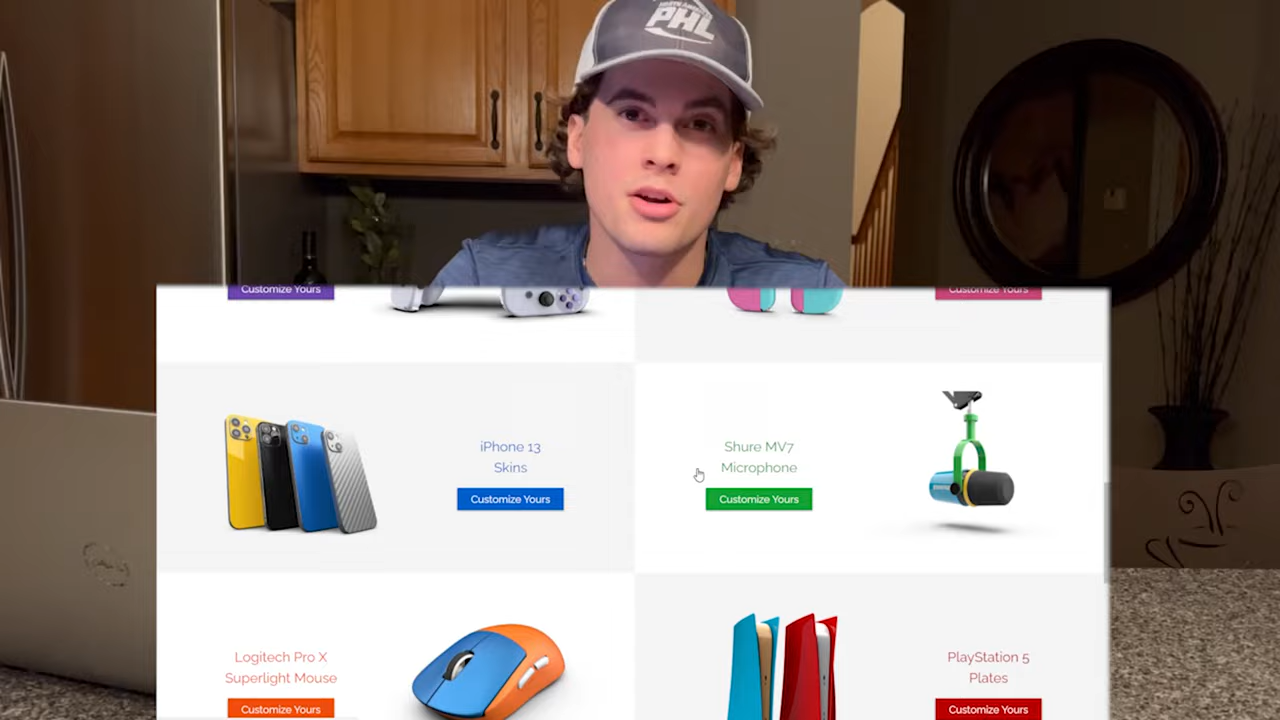 PHL
Customize Yours
Customize Yours
iPhone 13
Skins
Customize Yours
Shure MV7
Microphone
Customize Yours
Logitech Pro X
Superlight Mouse
Customize Yours
PlayStation 5
Plates
Customize Yours